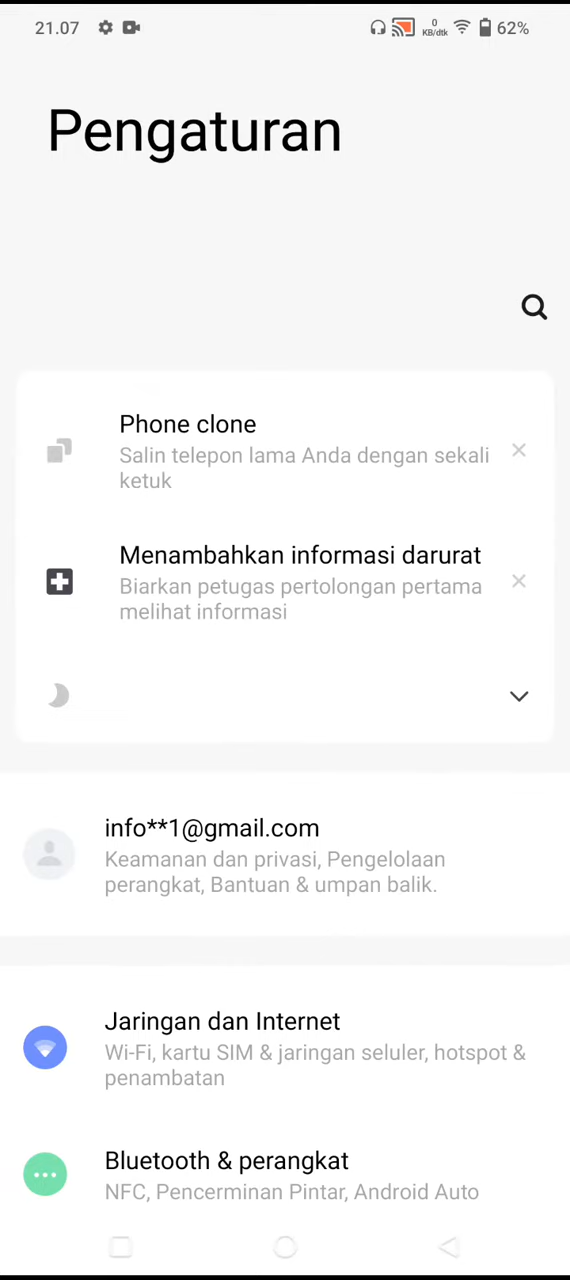 21.07
0
KB/dtk
62%
Pengaturan
Phone clone
Salin telepon lama Anda dengan sekali
ketuk
Menambahkan informasi darurat
Biarkan petugas pertolongan pertama
melihat informasi
info**1@gmail.com
Keamanan dan privasi, Pengelolaan
perangkat, Bantuan & umpan balik.
Jaringan dan Internet
Wi-Fi, kartu SIM & jaringan seluler, hotspot &
penambatan
Bluetooth & perangkat
NFC, Pencerminan Pintar, Android Auto